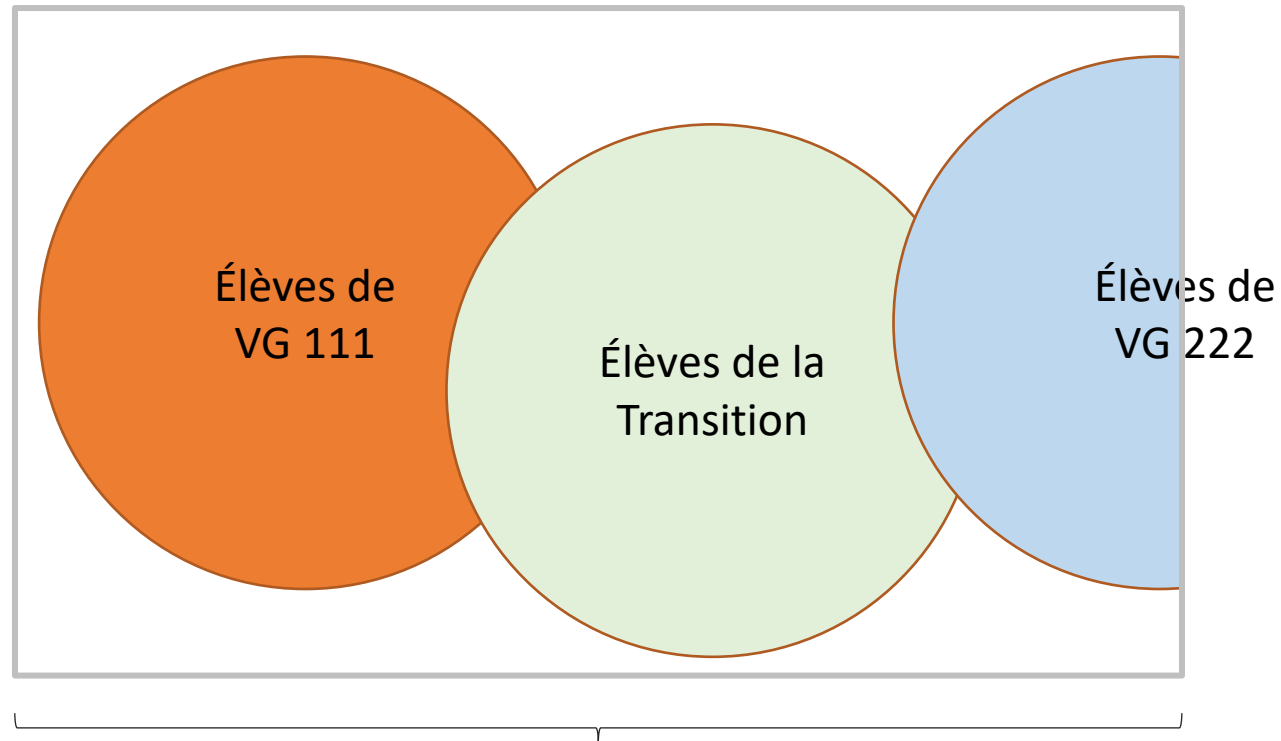 Élèves de
VG 111
Élèves de la
Transition
Élèves de
VG 222